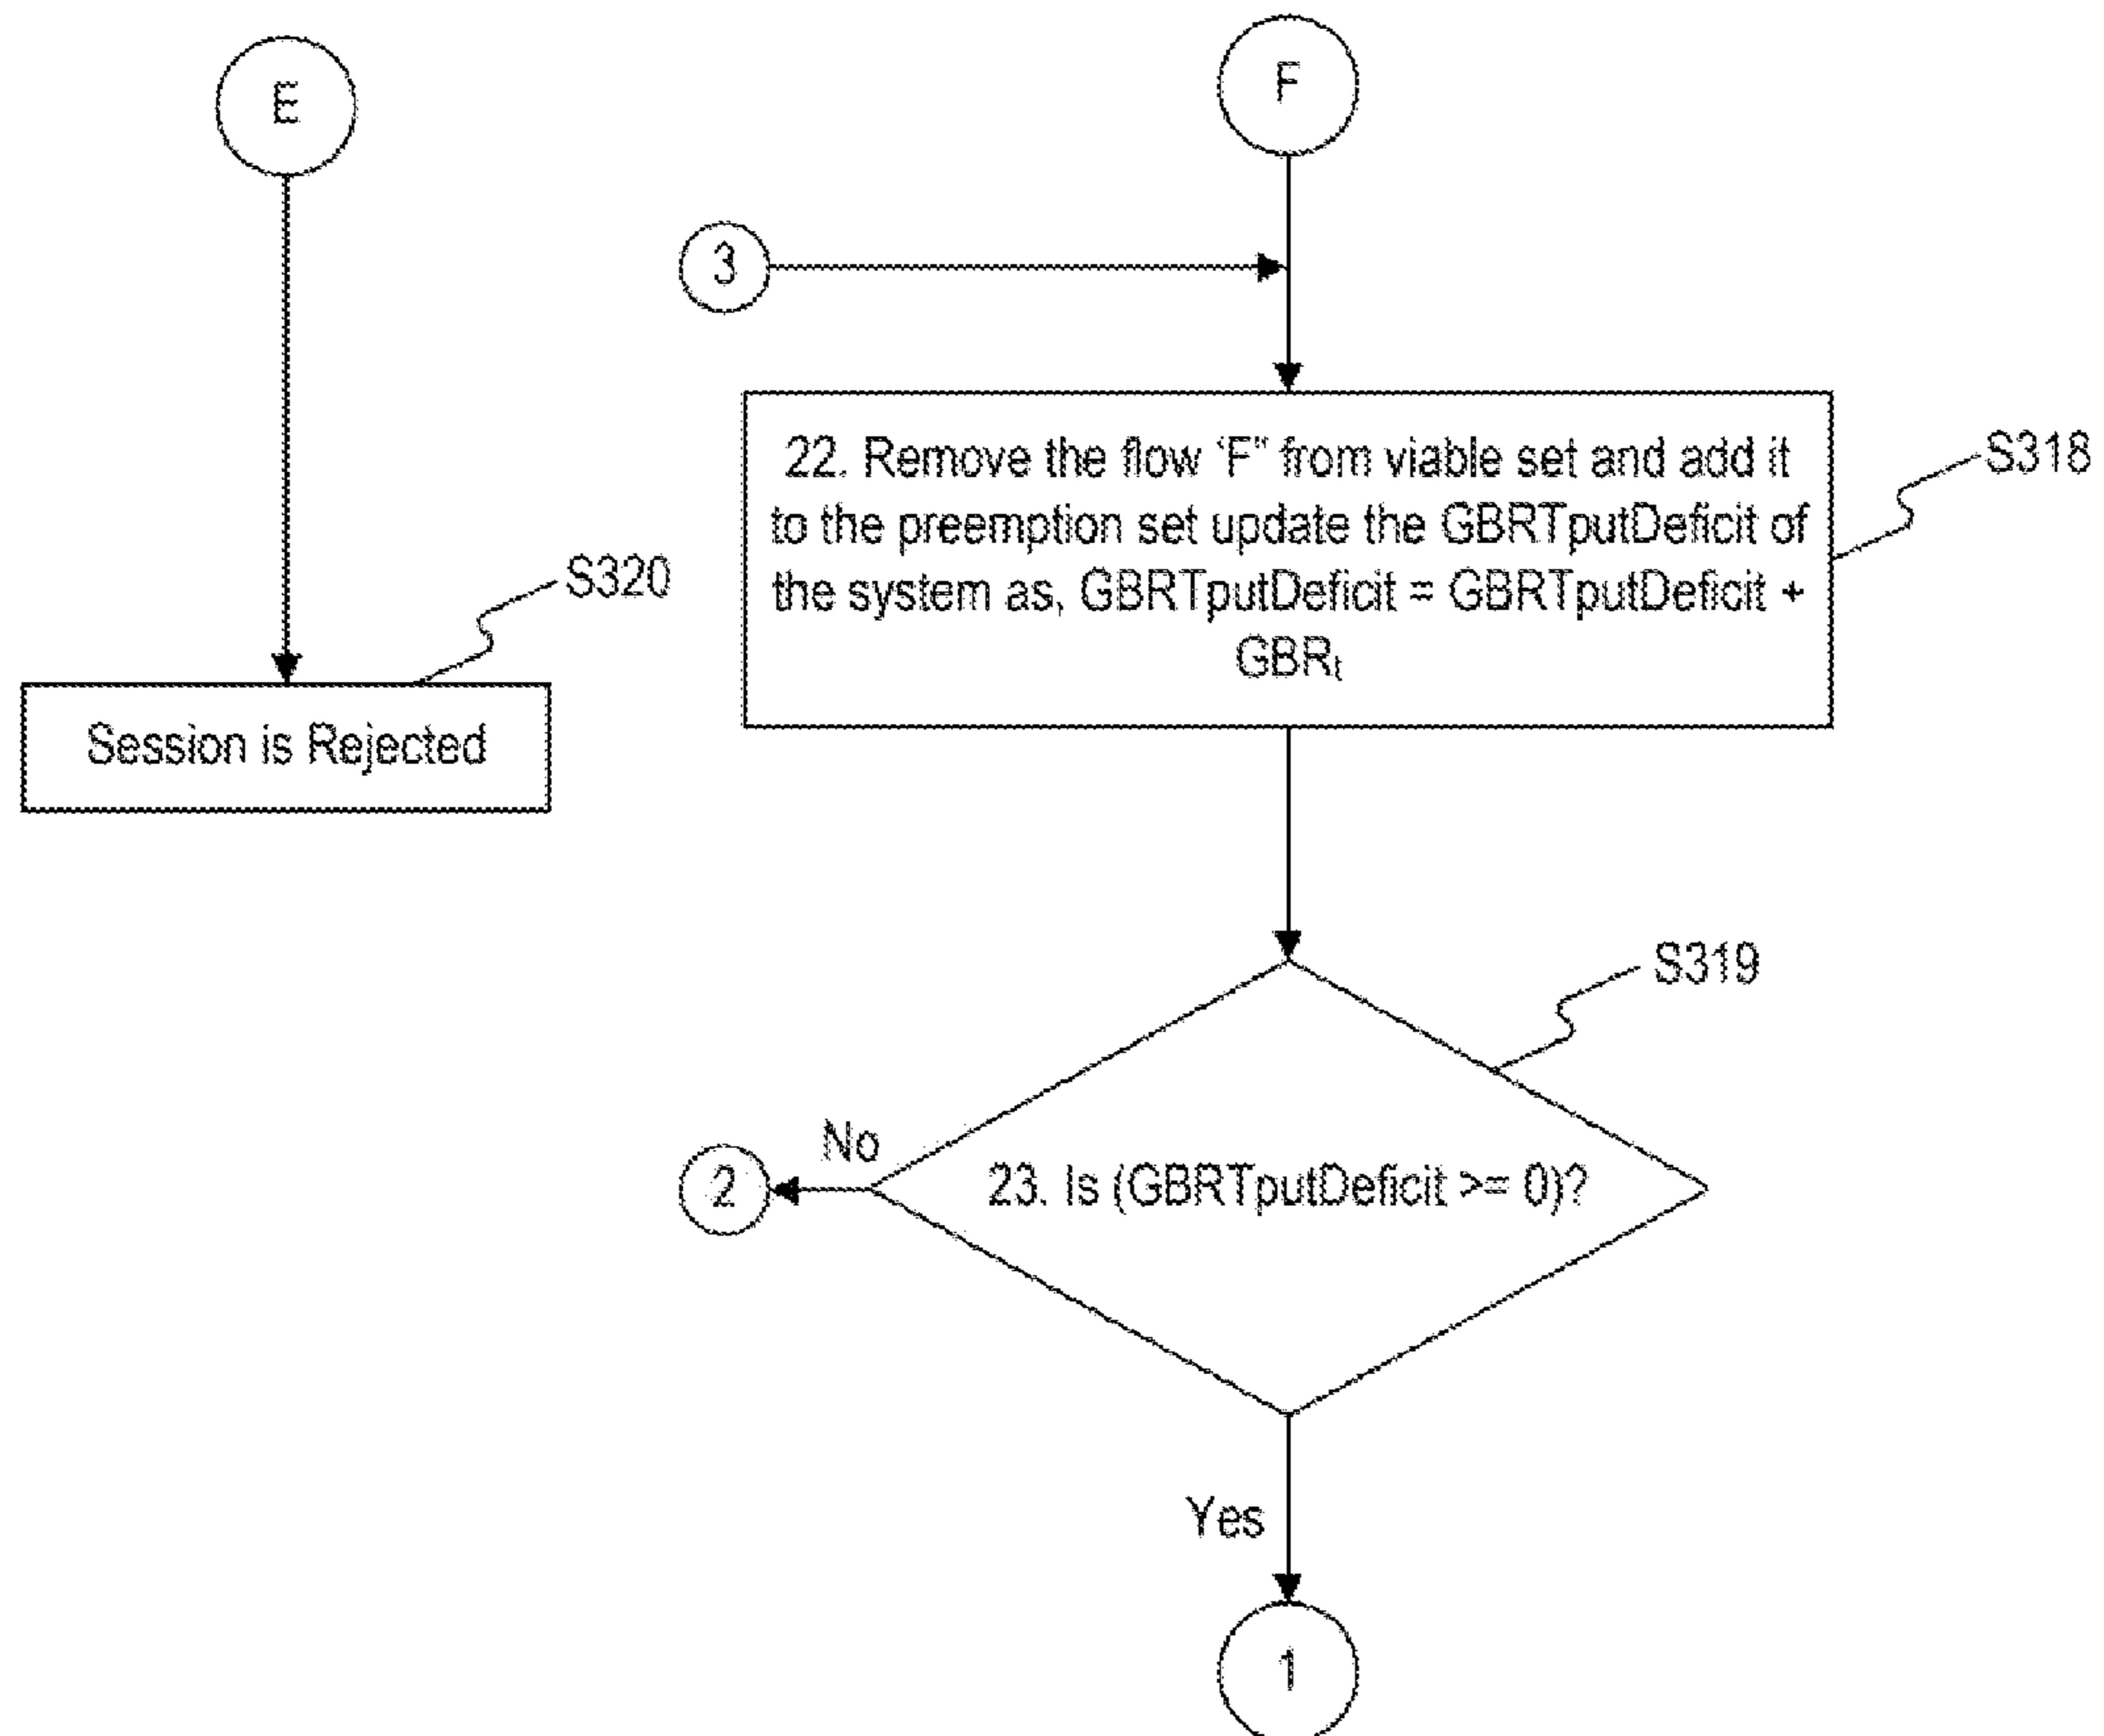 E
F
3
22. Remove the flow ‘F” from viable set and add it
to the preemption set update the GBRTputDeficit of
the system as, GBRTputDeficit = GBRTputDeficit +
GBRₜ
S318
S320
Session is Rejected
S319
No
2
23. Is (GBRTputDeficit >= 0)?
Yes
1